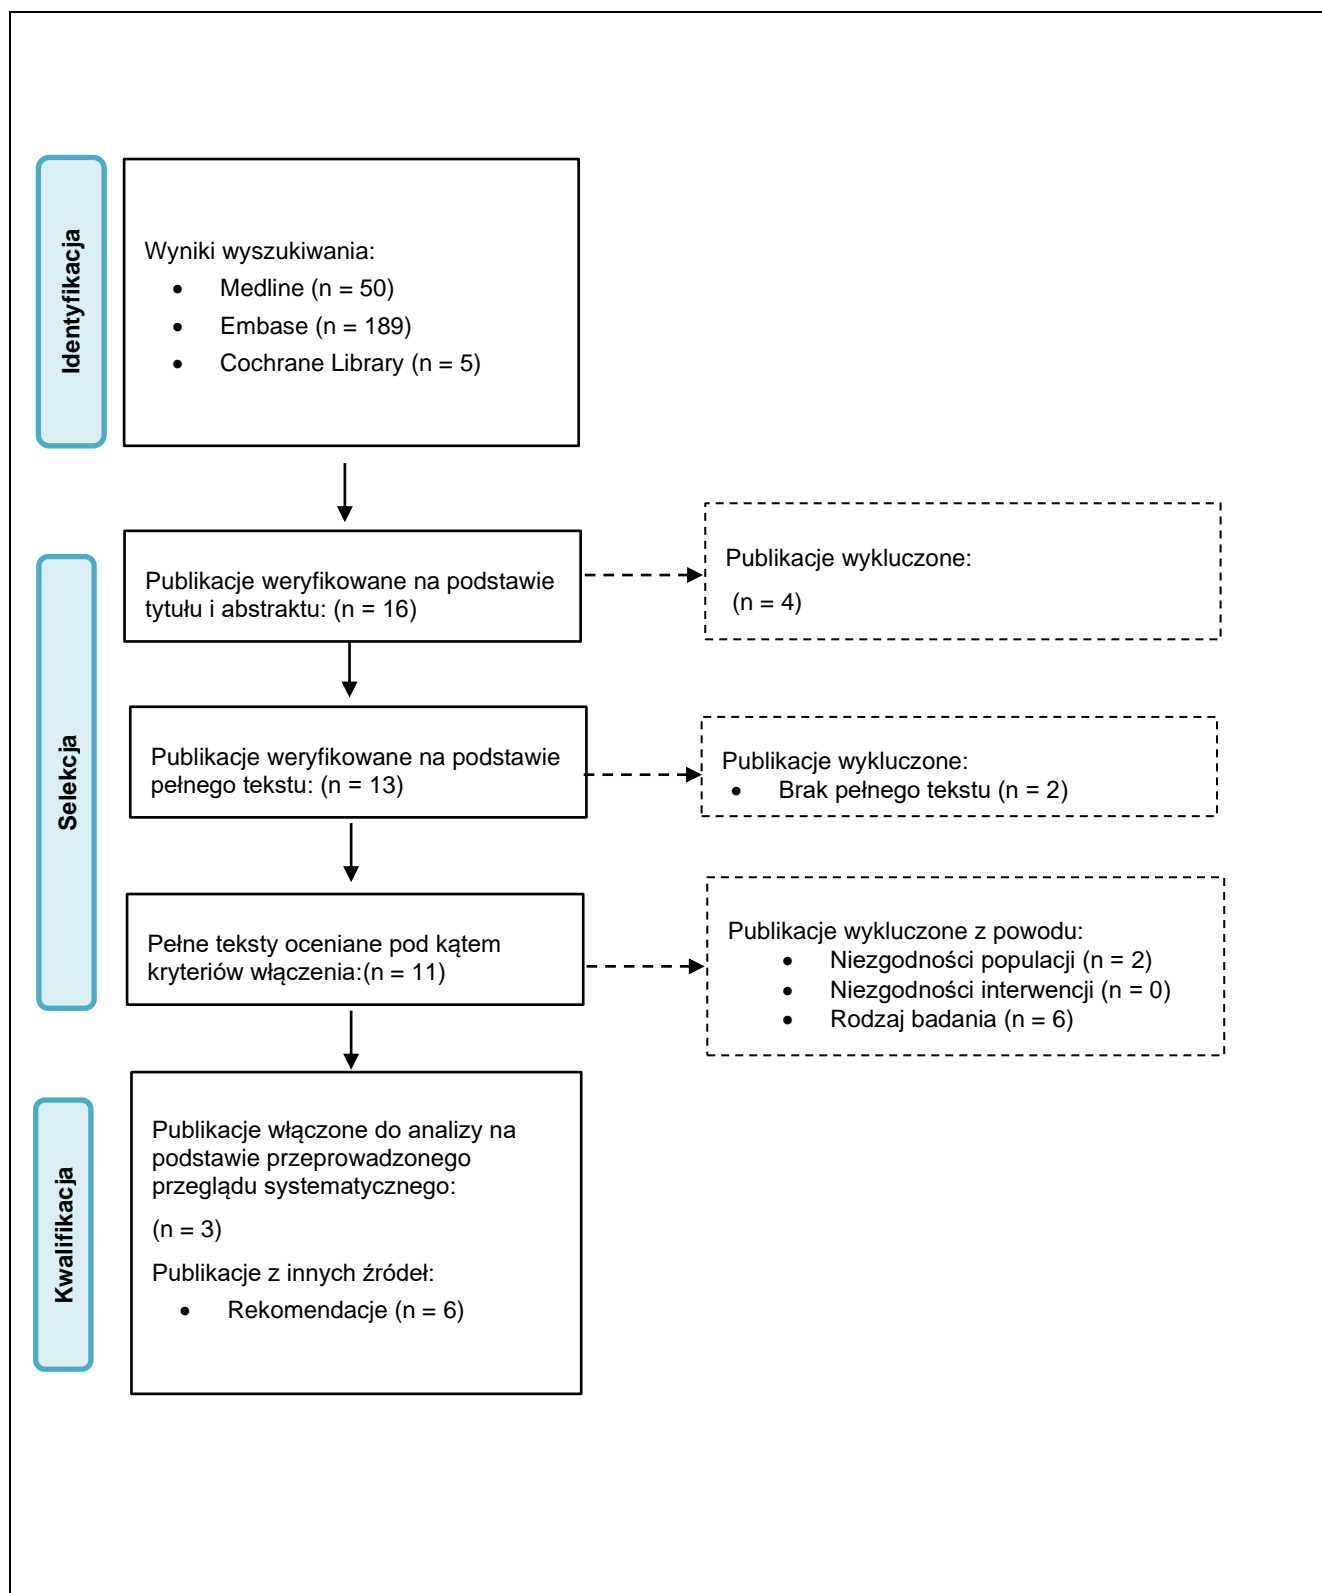 Identyfikacja
Wyniki wyszukiwania:
• Medline (n = 50)
• Embase (n = 189)
• Cochrane Library (n = 5)
Selekcja
Publikacje weryfikowane na podstawie
tytułu i abstraktu: (n = 16)
Publikacje wykluczone:
(n = 4)
Publikacje weryfikowane na podstawie
pełnego tekstu: (n = 13)
Publikacje wykluczone:
• Brak pełnego tekstu (n = 2)
Pełne teksty oceniane pod kątem
kryteriów włączenia:(n = 11)
Publikacje wykluczone z powodu:
• Niezgodności populacji (n = 2)
• Niezgodności interwencji (n = 0)
• Rodzaj badania (n = 6)
Kwalifikacja
Publikacje włączone do analizy na
podstawie przeprowadzonego
przeglądu systematycznego:
(n = 3)
Publikacje z innych źródeł:
• Rekomendacje (n = 6)